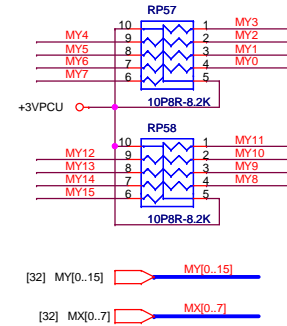 RP57
10 1 MY3
MY4 9 2 MY2
MY5 8 3 MY1
MY6 7 4 MY0
MY7 6 5
+3VPCU
10P8R-8.2K
RP58
10 1 MY11
MY12 9 2 MY10
MY13 8 3 MY9
MY14 7 4 MY8
MY15 6 5
10P8R-8.2K
[32] MY[0..15] MY[0..15]
[32] MX[0..7] MX[0..7]